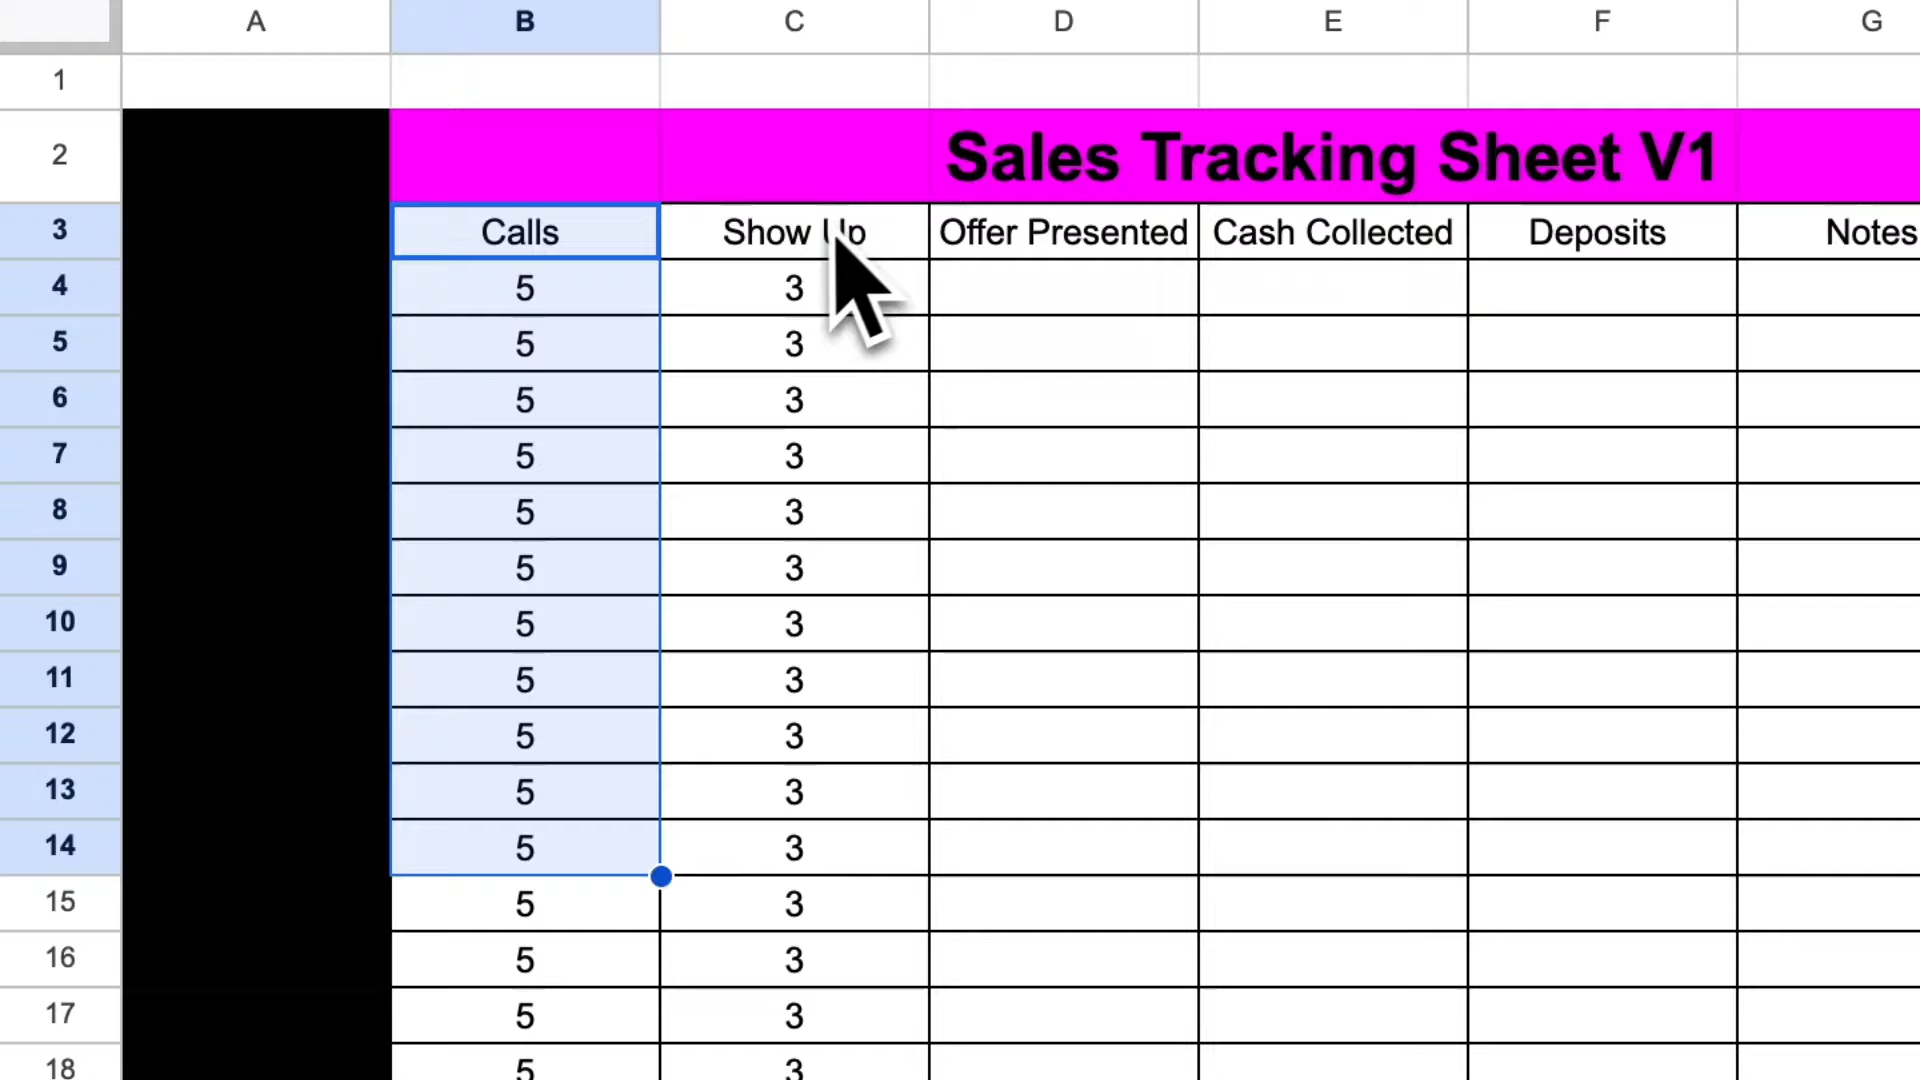 A B C D E F G
1
2 Sales Tracking Sheet V1
3 Calls Show Up Offer Presented Cash Collected Deposits Notes
4 5 3
5 5 3
6 5 3
7 5 3
8 5 3
9 5 3
10 5 3
11 5 3
12 5 3
13 5 3
14 5 3
15 5 3
16 5 3
17 5 3
18 5 3